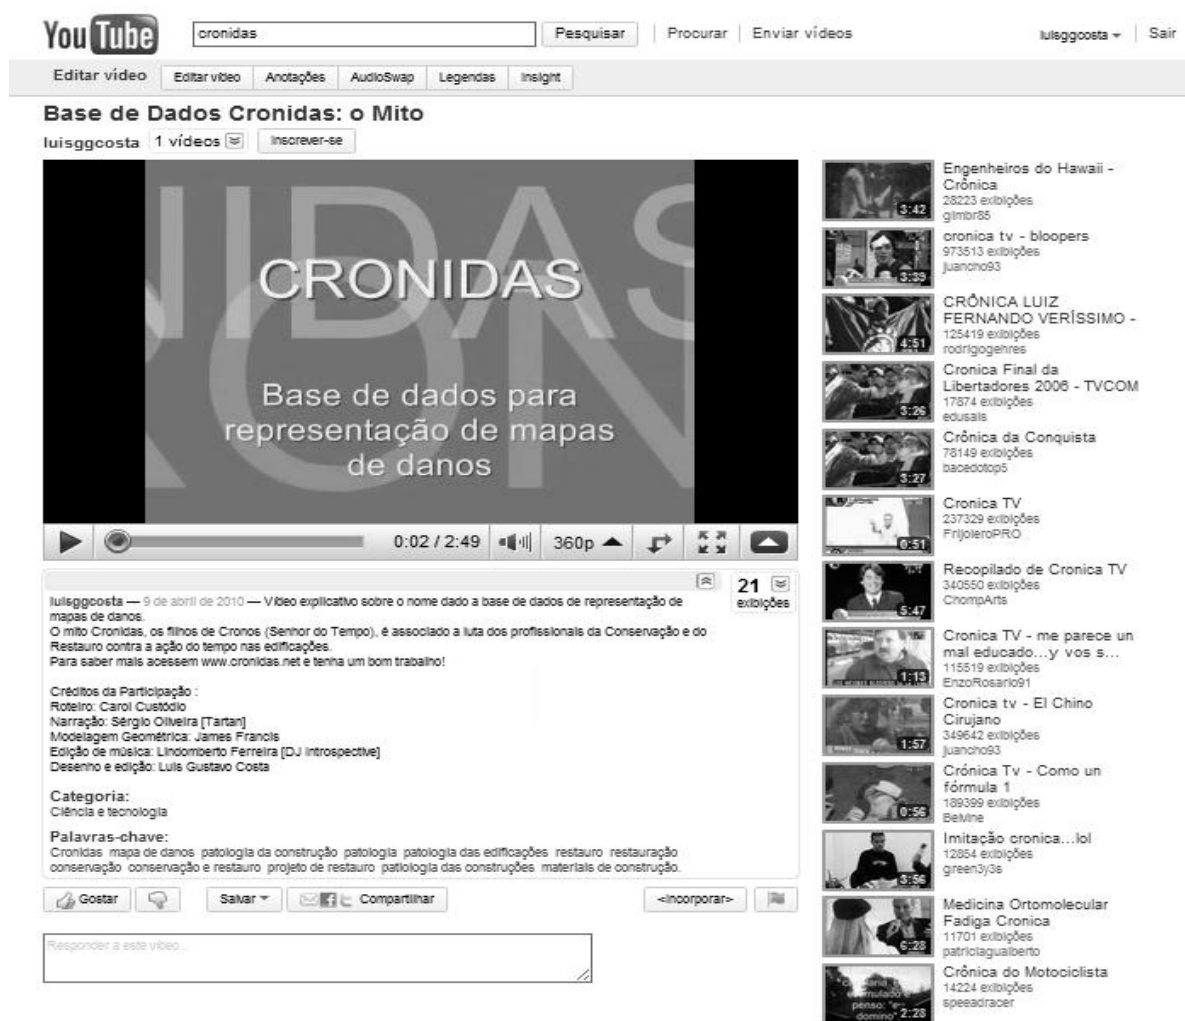 You Tube
cronidas
Pesquisar
Procurar
Enviar vídeos
luisggcosta
Sair
Editar vídeo
Editar vídeo
Anotações
AudioSwap
Legendas
Insight
Base de Dados Cronidas: o Mito
luisggcosta
1 vídeos
Inscrever-se
CRONIDAS
Base de dados para
representação de mapas
de danos
0:02 / 2:49
360p
luisggcosta — 9 de abril de 2010 — Vídeo explicativo sobre o nome dado a base de dados de representação de
mapas de danos.
O mito Cronidas, os filhos de Cronos (Senhor do Tempo), é associado a luta dos profissionais da Conservação e do
Restauro contra a ação do tempo nas edificações.
Para saber mais acessem www.cronidas.net e tenha um bom trabalho!
21
exibições
Créditos da Participação :
Roteiro: Carol Custódio
Narração: Sérgio Oliveira [Tartan]
Modelagem Geométrica: James Francis
Edição de música: Lindomberto Ferreira [DJ Introspective]
Desenho e edição: Luis Gustavo Costa
Categoria:
Ciência e tecnologia
Palavras-chave:
Cronidas mapa de danos patologia da construção patologia patologia das edificações restauro restauração
conservação conservação e restauro projeto de restauro patiologia das construções materiais de construção.
Gostar
Salvar
Compartilhar
<Incorporar>
Responder a este vídeo...
3:42
Engenheiros do Hawaii -
Crônica
28223 exibições
gimbr85
3:39
cronica tv - bloopers
973513 exibições
juancho93
4:51
CRÔNICA LUIZ
FERNANDO VERÍSSIMO -
125419 exibições
rodrigogehres
3:26
Cronica Final da
Libertadores 2006 - TVCOM
17874 exibições
edusals
3:27
Crônica da Conquista
78149 exibições
bacedotop5
0:51
Cronica TV
237329 exibições
FrijoleroPRO
5:47
Recopilado de Cronica TV
340550 exibições
ChompArts
1:13
Cronica TV - me parece un
mal educado...y vos s...
115519 exibições
EnzoRosario91
1:57
Cronica tv - El Chino
Cirujano
349642 exibições
juancho93
0:56
Crónica Tv - Como un
fórmula 1
189399 exibições
Belvine
3:56
Imitação cronica...lol
12854 exibições
green3y3s
6:28
Medicina Ortomolecular
Fadiga Cronica
11701 exibições
patriciagualberto
2:28
Crônica do Motociclista
14224 exibições
speeadracer